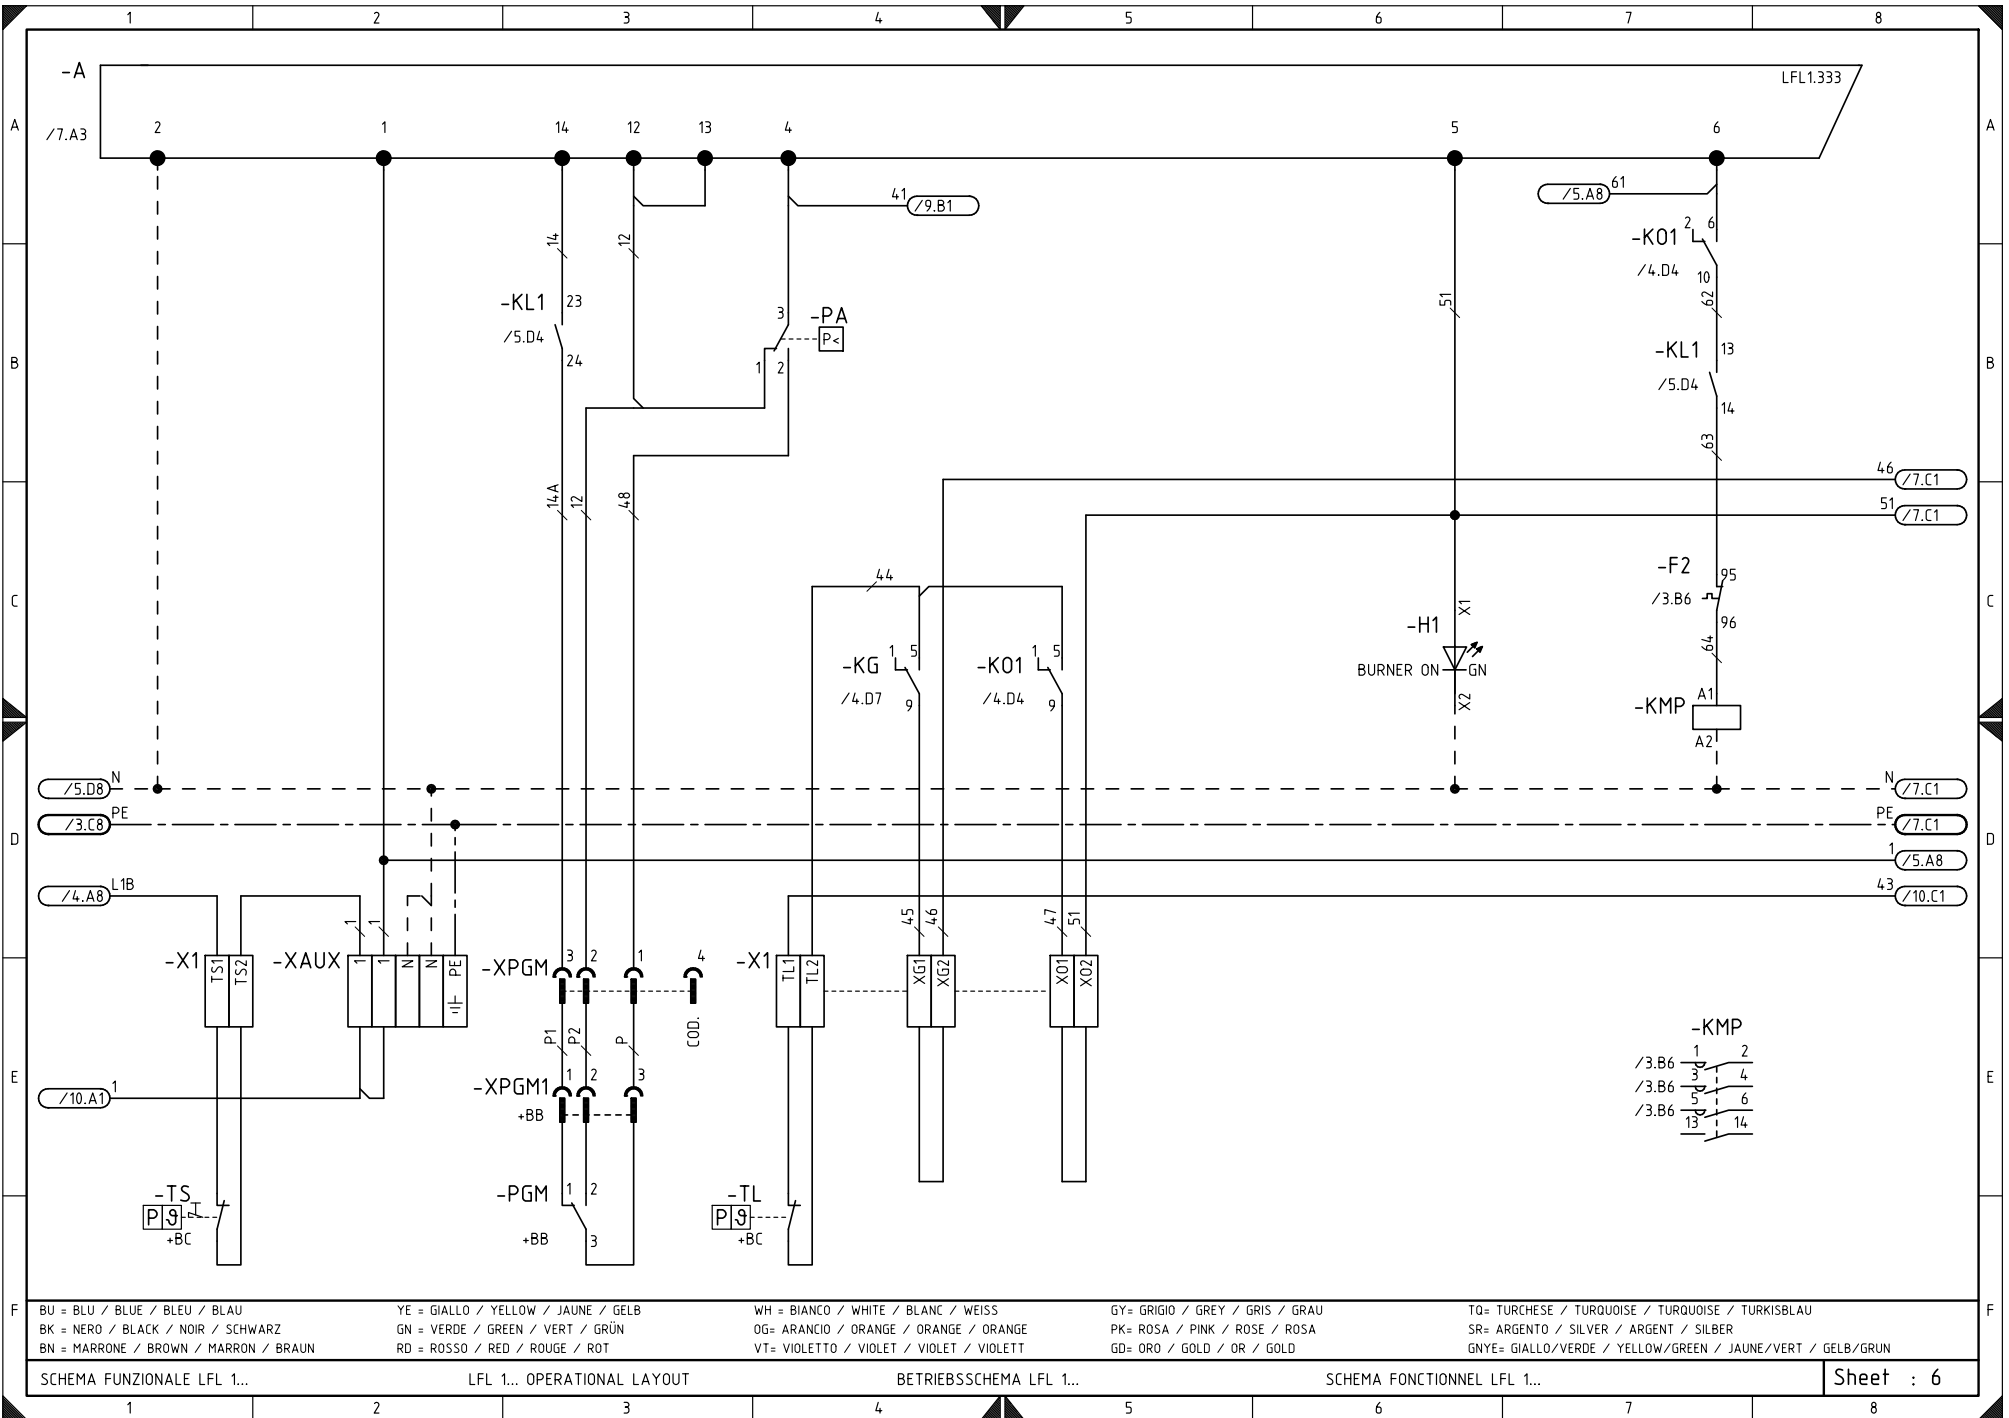 1 2 3 4 5 6 7 8
-A
LFL1.333
A A
/7.A3
2 1 14 12 13 4 5 6
41
/9.B1
/5.A8
61
14
12
2 6
-KO1
/4.D4
10
62
51
-KL1
23
/5.D4
24
3
-PA
P<
1 2
B B
-KL1
13
/5.D4
14
63
46
/7.C1
14A
12
48
51
/7.C1
44
-F2
95
/3.B6
96
C C
X1
-H1
BURNER ON
GN
X2
64
1 5
-KG
/4.D7
9
1 5
-KO1
/4.D4
9
A1
-KMP
A2
/5.D8
N
N
/7.C1
/3.C8
PE
PE
/7.C1
D D
1
/5.A8
/4.A8
L1B
43
/10.C1
1
1
45
46
47
51
-X1
TS1
TS2
-XAUX
1
1
N
N
PE
-XPGM
3 2 1 4
-X1
TL1
TL2
XG1
XG2
XO1
XO2
P1
P2
P
COD.
-KMP
/3.B6
1 2
/3.B6
3 4
/3.B6
5 6
13 14
E E
-XPGM1
1 2 3
+BB
/10.A1
1
-TS
P ϑ
+BC
-PGM
1 2
+BB
3
-TL
P ϑ
+BC
F F
BU = BLU / BLUE / BLEU / BLAU
BK = NERO / BLACK / NOIR / SCHWARZ
BN = MARRONE / BROWN / MARRON / BRAUN
YE = GIALLO / YELLOW / JAUNE / GELB
GN = VERDE / GREEN / VERT / GRÜN
RD = ROSSO / RED / ROUGE / ROT
WH = BIANCO / WHITE / BLANC / WEISS
OG= ARANCIO / ORANGE / ORANGE / ORANGE
VT= VIOLETTO / VIOLET / VIOLET / VIOLETT
GY= GRIGIO / GREY / GRIS / GRAU
PK= ROSA / PINK / ROSE / ROSA
GD= ORO / GOLD / OR / GOLD
TQ= TURCHESE / TURQUOISE / TURQUOISE / TURKISBLAU
SR= ARGENTO / SILVER / ARGENT / SILBER
GNYE= GIALLO/VERDE / YELLOW/GREEN / JAUNE/VERT / GELB/GRUN
SCHEMA FUNZIONALE LFL 1...
LFL 1... OPERATIONAL LAYOUT
BETRIEBSSCHEMA LFL 1...
SCHEMA FONCTIONNEL LFL 1...
Sheet : 6
1 2 3 4 5 6 7 8